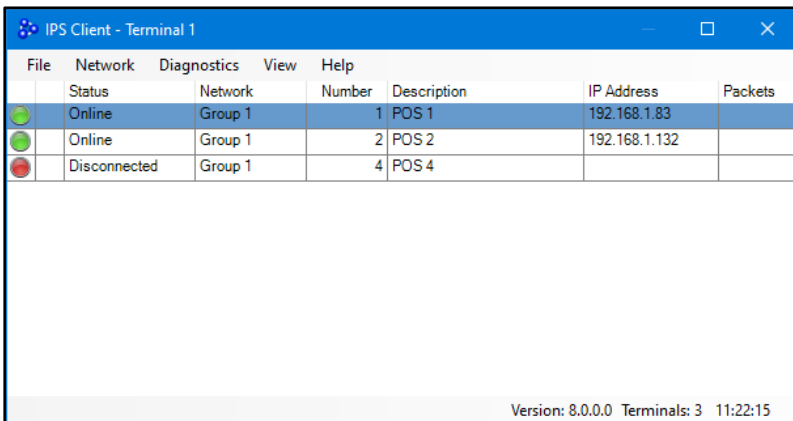 IPS Client - Terminal 1
File Network Diagnostics View Help
Status Network Number Description IP Address Packets
Online Group 1 1 POS 1 192.168.1.83
Online Group 1 2 POS 2 192.168.1.132
Disconnected Group 1 4 POS 4
Version: 8.0.0.0 Terminals: 3 11:22:15